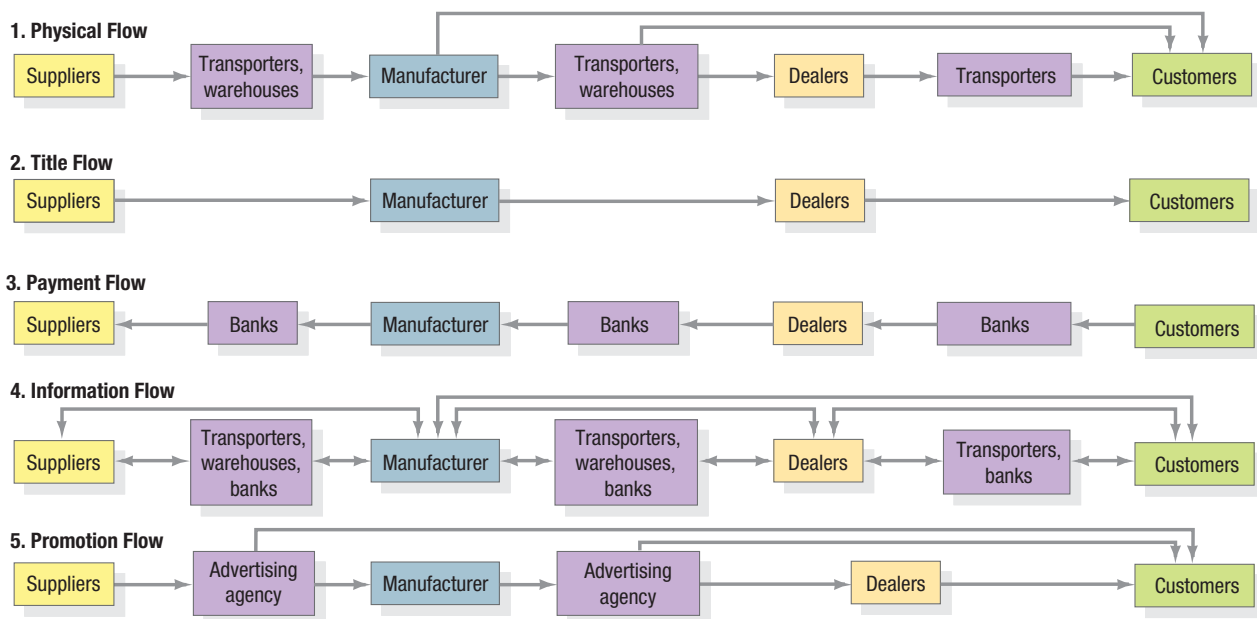 1. Physical Flow
Suppliers
Transporters,
warehouses
Manufacturer
Transporters,
warehouses
Dealers
Transporters
Customers
2. Title Flow
Suppliers
Manufacturer
Dealers
Customers
3. Payment Flow
Suppliers
Banks
Manufacturer
Banks
Dealers
Banks
Customers
4. Information Flow
Suppliers
Transporters,
warehouses,
banks
Manufacturer
Transporters,
warehouses,
banks
Dealers
Transporters,
banks
Customers
5. Promotion Flow
Suppliers
Advertising
agency
Manufacturer
Advertising
agency
Dealers
Customers